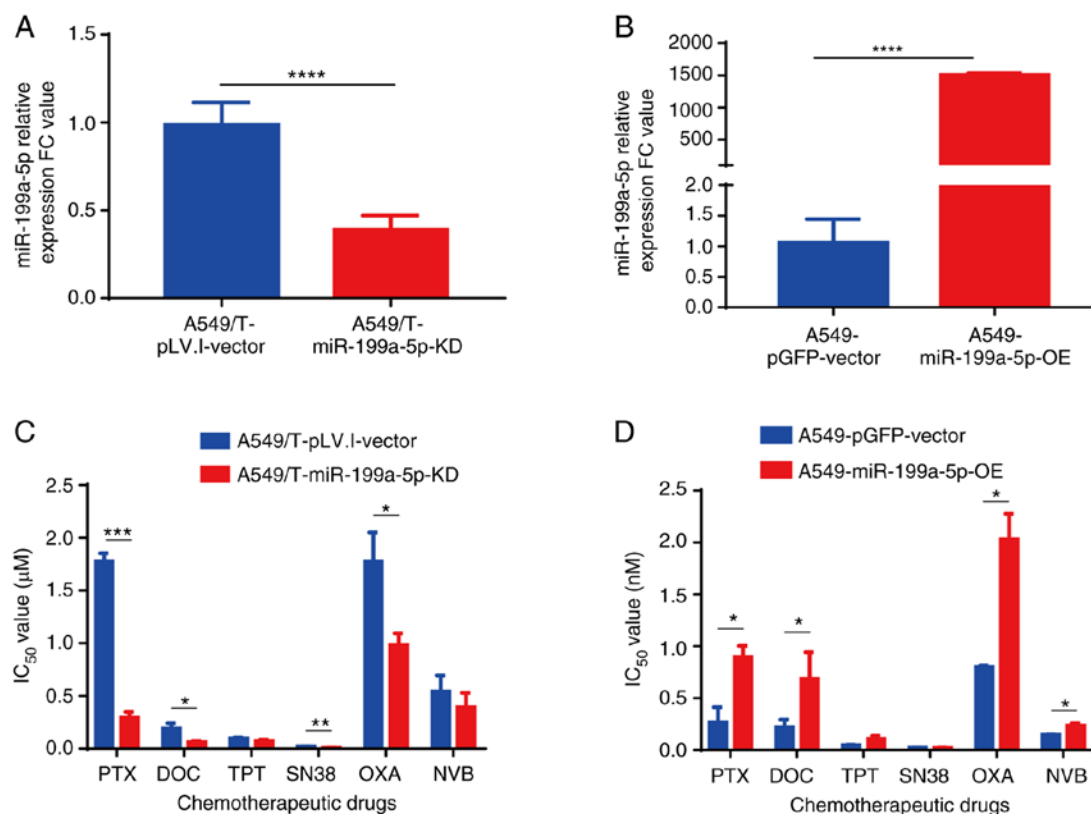 A
miR-199a-5p relative
expression FC value
1.5
1.0
0.5
0.0
****
A549/T-
pLV.I-vector
A549/T-
miR-199a-5p-KD
B
miR-199a-5p relative
expression FC value
2000
1500
1000
500
2.0
1.5
1.0
0.5
0.0
****
A549-
pGFP-vector
A549-
miR-199a-5p-OE
C
A549/T-pLV.I-vector
A549/T-miR-199a-5p-KD
IC50 value (μM)
2.5
2.0
1.5
1.0
0.5
0.0
***
*
**
*
PTX DOC TPT SN38 OXA NVB
Chemotherapeutic drugs
D
A549-pGFP-vector
A549-miR-199a-5p-OE
IC50 value (nM)
2.5
2.0
1.5
1.0
0.5
0.0
*
*
*
*
PTX DOC TPT SN38 OXA NVB
Chemotherapeutic drugs